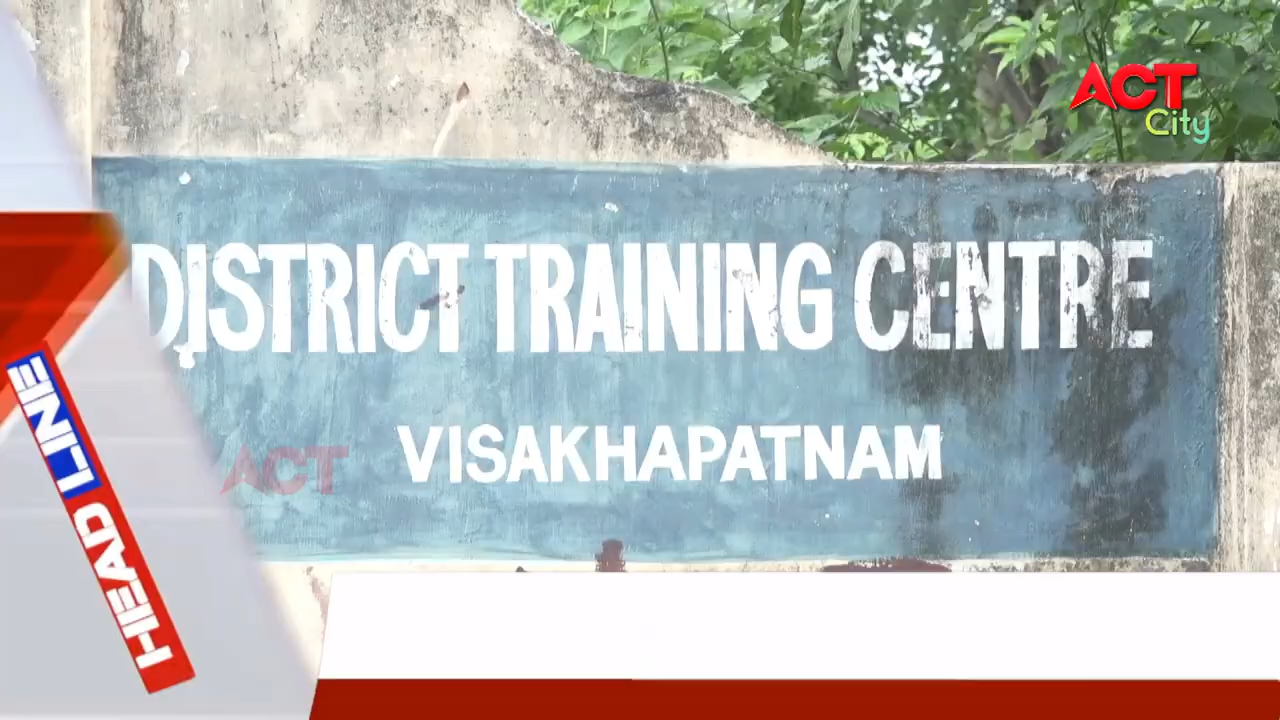 ACT
City
DISTRICT TRAINING CENTRE
VISAKHAPATNAM
ACT
HEAD LINE